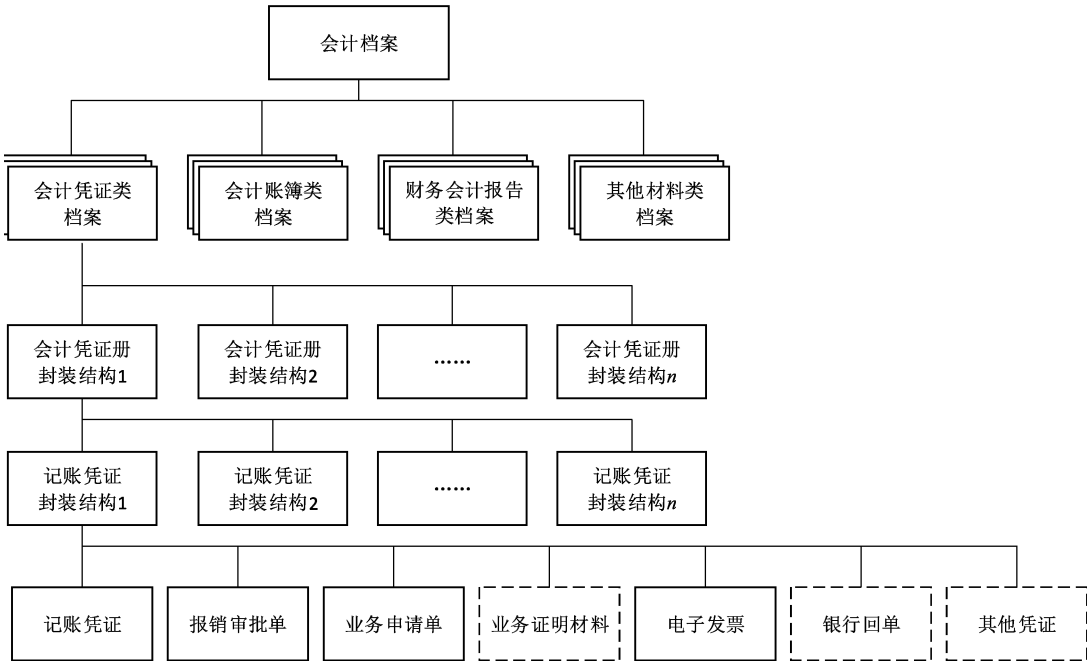 会计档案
会计凭证类
档案
会计账簿类
档案
财务会计报告
类档案
其他材料类
档案
会计凭证册
封装结构1
会计凭证册
封装结构2
……
会计凭证册
封装结构n
记账凭证
封装结构1
记账凭证
封装结构2
……
记账凭证
封装结构n
记账凭证
报销审批单
业务申请单
业务证明材料
电子发票
银行回单
其他凭证